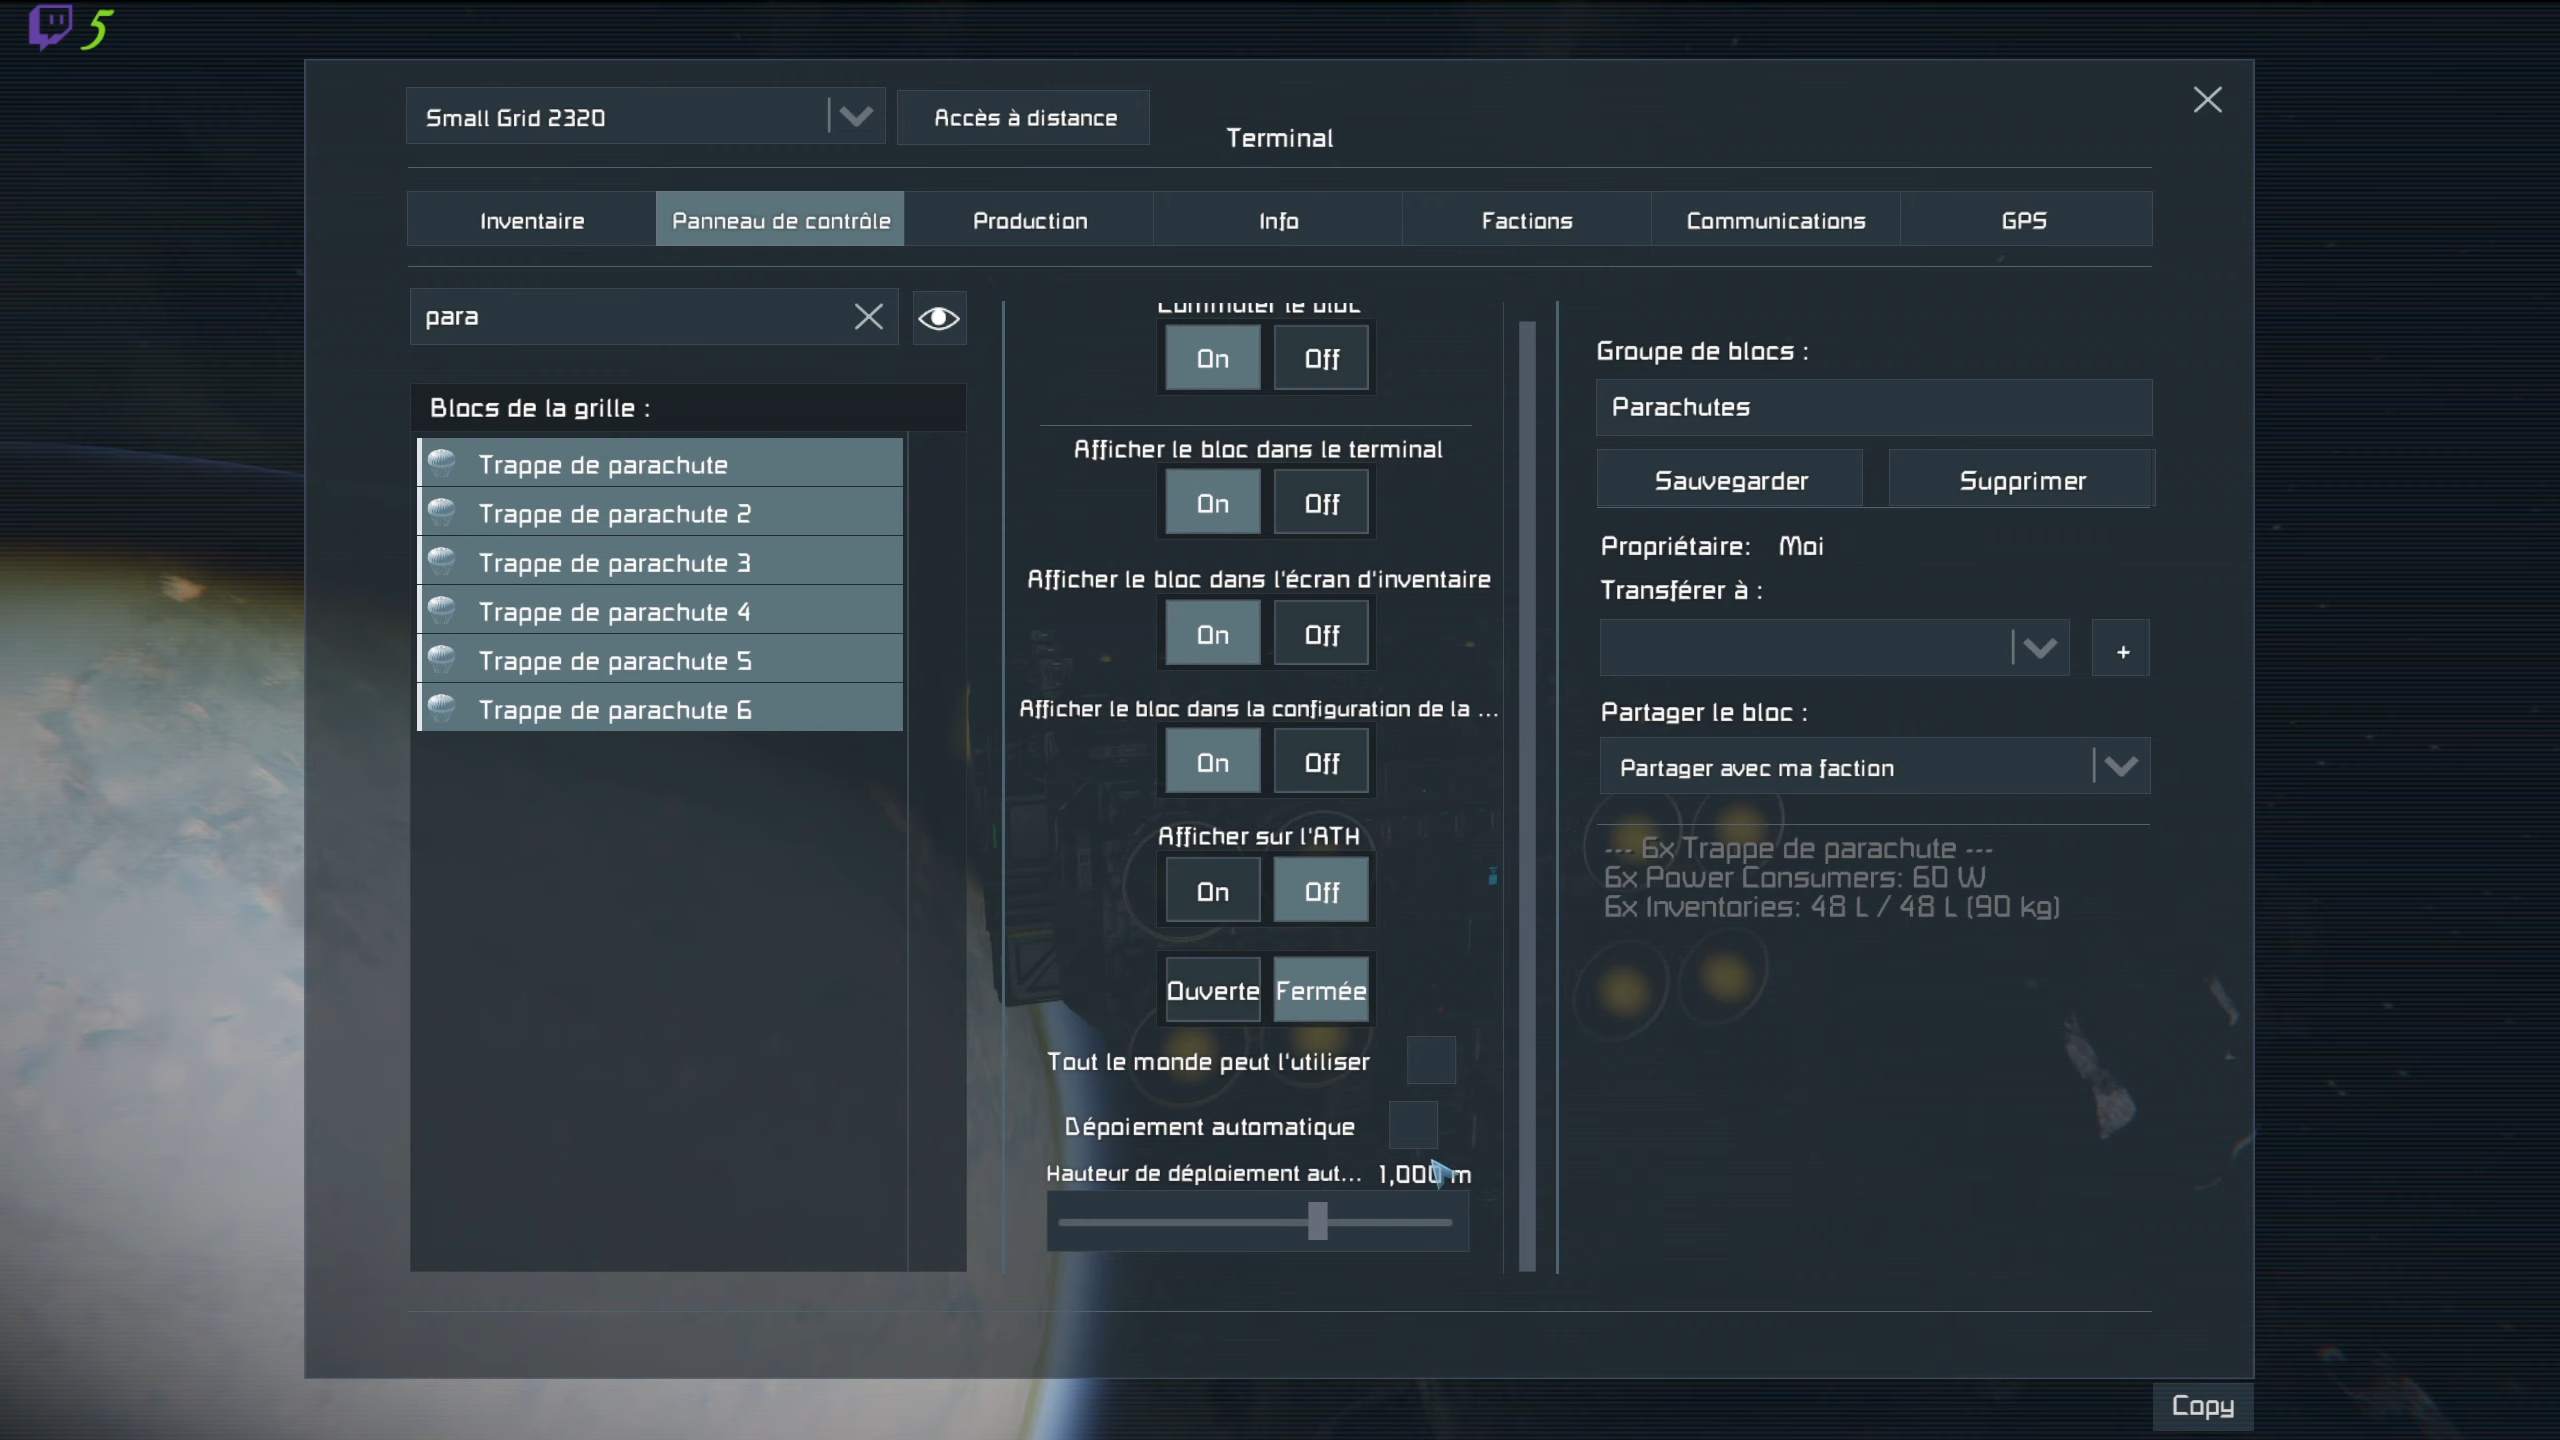 5
Small Grid 2320
Accès à distance
Terminal
Inventaire
Panneau de contrôle
Production
Info
Factions
Communications
GPS
para
Blocs de la grille :
Trappe de parachute
Trappe de parachute 2
Trappe de parachute 3
Trappe de parachute 4
Trappe de parachute 5
Trappe de parachute 6
Commuter le bloc
On Off
Afficher le bloc dans le terminal
On Off
Afficher le bloc dans l'écran d'inventaire
On Off
Afficher le bloc dans la configuration de la ...
On Off
Afficher sur l'ATH
On Off
Ouverte Fermée
Tout le monde peut l'utiliser
Dépoiement automatique
Hauteur de déploiement aut... 1,000 m
Groupe de blocs :
Parachutes
Sauvegarder
Supprimer
Propriétaire: Moi
Transférer à :
+
Partager le bloc :
Partager avec ma faction
--- 6x Trappe de parachute ---
6x Power Consumers: 60 W
6x Inventories: 48 L / 48 L (90 kg)
Copy